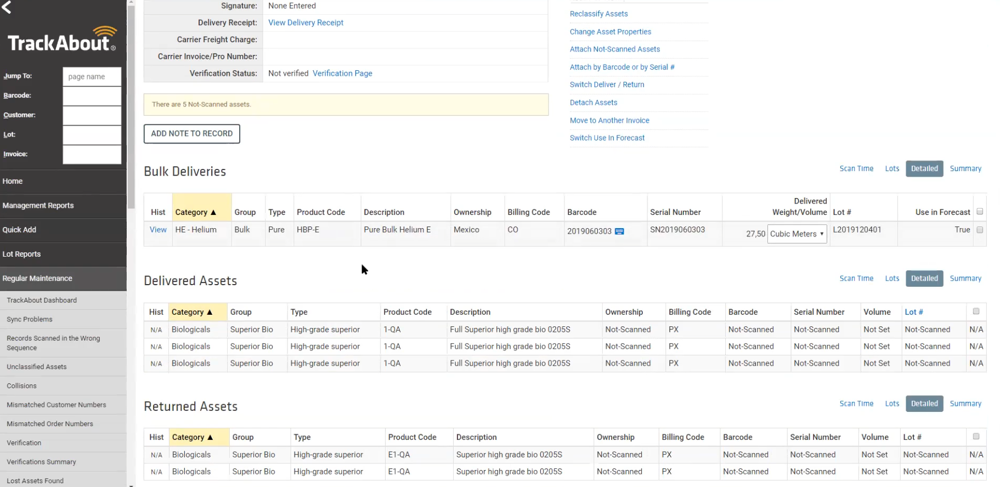 TrackAbout®
Jump To: page name
Barcode:
Customer:
Lot:
Invoice:
Home
Management Reports
Quick Add
Lot Reports
Regular Maintenance
TrackAbout Dashboard
Sync Problems
Records Scanned in the Wrong
Sequence
Unclassified Assets
Collisions
Mismatched Customer Numbers
Mismatched Order Numbers
Verification
Verifications Summary
Lost Assets Found
Signature: None Entered
Delivery Receipt: View Delivery Receipt
Carrier Freight Charge:
Carrier Invoice/Pro Number:
Verification Status: Not verified Verification Page
There are 5 Not-Scanned assets.
ADD NOTE TO RECORD
Reclassify Assets
Change Asset Properties
Attach Not-Scanned Assets
Attach by Barcode or by Serial #
Switch Deliver / Return
Detach Assets
Move to Another Invoice
Switch Use In Forecast
Bulk Deliveries
Scan Time Lots Detailed Summary
Hist Category ▲ Group Type Product Code Description Ownership Billing Code Barcode Serial Number Delivered Weight/Volume Lot # Use in Forecast
View HE - Helium Bulk Pure HBP-E Pure Bulk Helium E Mexico CO 2019060303 SN2019060303 27,50 Cubic Meters ▾ L2019120401 True
Delivered Assets
Scan Time Lots Detailed Summary
Hist Category ▲ Group Type Product Code Description Ownership Billing Code Barcode Serial Number Volume Lot #
N/A Biologicals Superior Bio High-grade superior 1-QA Full Superior high grade bio 0205S Not-Scanned PX Not-Scanned Not-Scanned Not Set Not-Scanned N/A
N/A Biologicals Superior Bio High-grade superior 1-QA Full Superior high grade bio 0205S Not-Scanned PX Not-Scanned Not-Scanned Not Set Not-Scanned N/A
N/A Biologicals Superior Bio High-grade superior 1-QA Full Superior high grade bio 0205S Not-Scanned PX Not-Scanned Not-Scanned Not Set Not-Scanned N/A
Returned Assets
Scan Time Lots Detailed Summary
Hist Category ▲ Group Type Product Code Description Ownership Billing Code Barcode Serial Number Volume Lot #
N/A Biologicals Superior Bio High-grade superior E1-QA Superior high grade bio 0205S Not-Scanned PX Not-Scanned Not-Scanned Not Set Not-Scanned N/A
N/A Biologicals Superior Bio High-grade superior E1-QA Superior high grade bio 0205S Not-Scanned PX Not-Scanned Not-Scanned Not Set Not-Scanned N/A